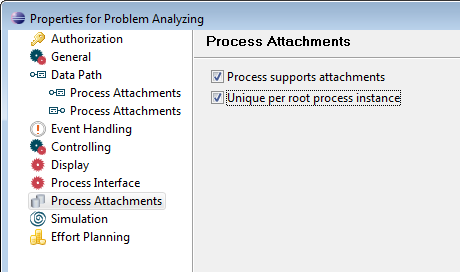 Properties for Problem Analyzing
Authorization
General
Data Path
Process Attachments
Process Attachments
Event Handling
Controlling
Display
Process Interface
Process Attachments
Simulation
Effort Planning
Process Attachments
Process supports attachments
Unique per root process instance